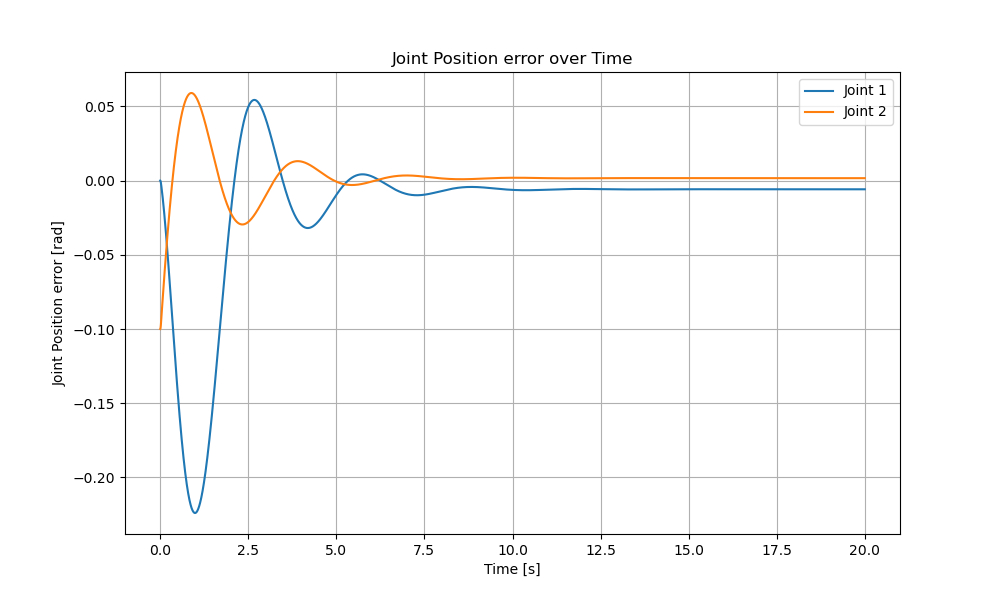 Joint Position error over Time
Joint 1
Joint 2
Joint Position error [rad]
0.05
0.00
−0.05
−0.10
−0.15
−0.20
0.0 2.5 5.0 7.5 10.0 12.5 15.0 17.5 20.0
Time [s]